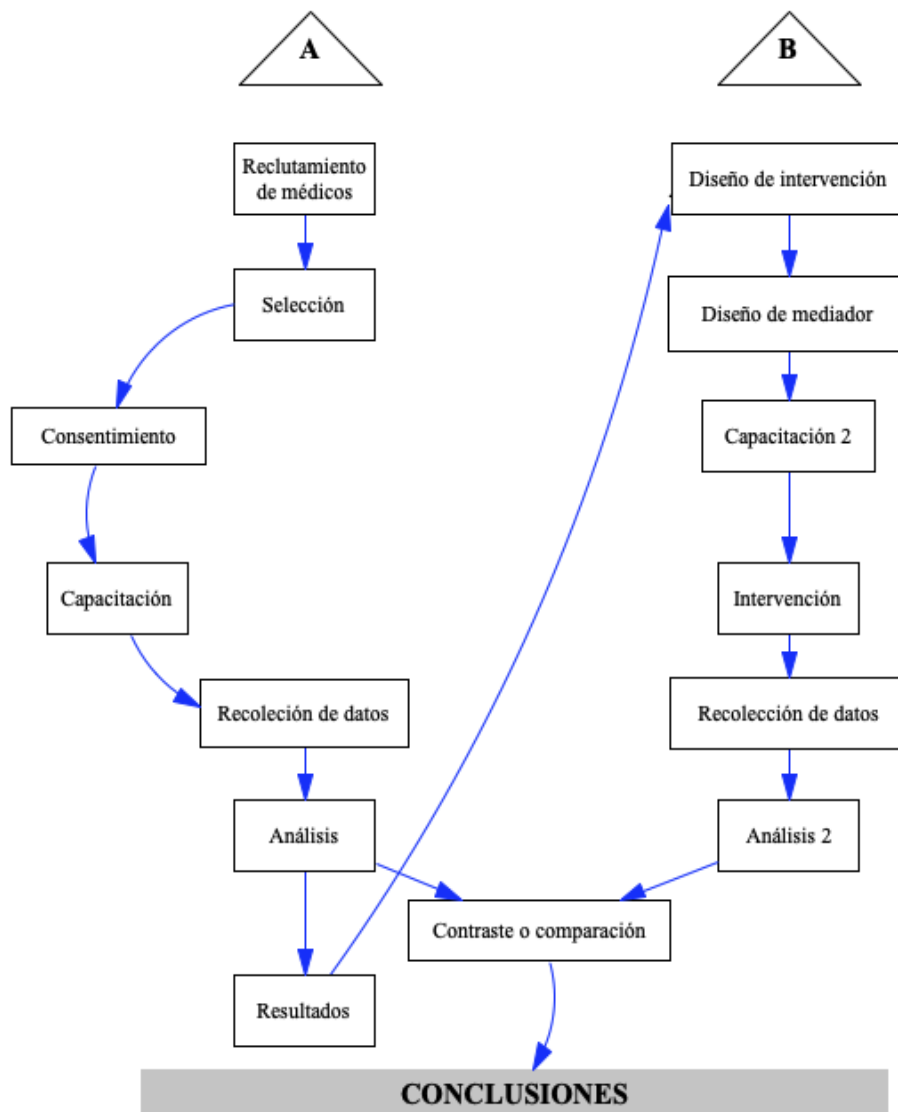 A
B
Reclutamiento
de médicos
Diseño de intervención
Selección
Diseño de mediador
Consentimiento
Capacitación 2
Capacitación
Intervención
Recoleción de datos
Recolección de datos
Análisis
Análisis 2
Contraste o comparación
Resultados
CONCLUSIONES